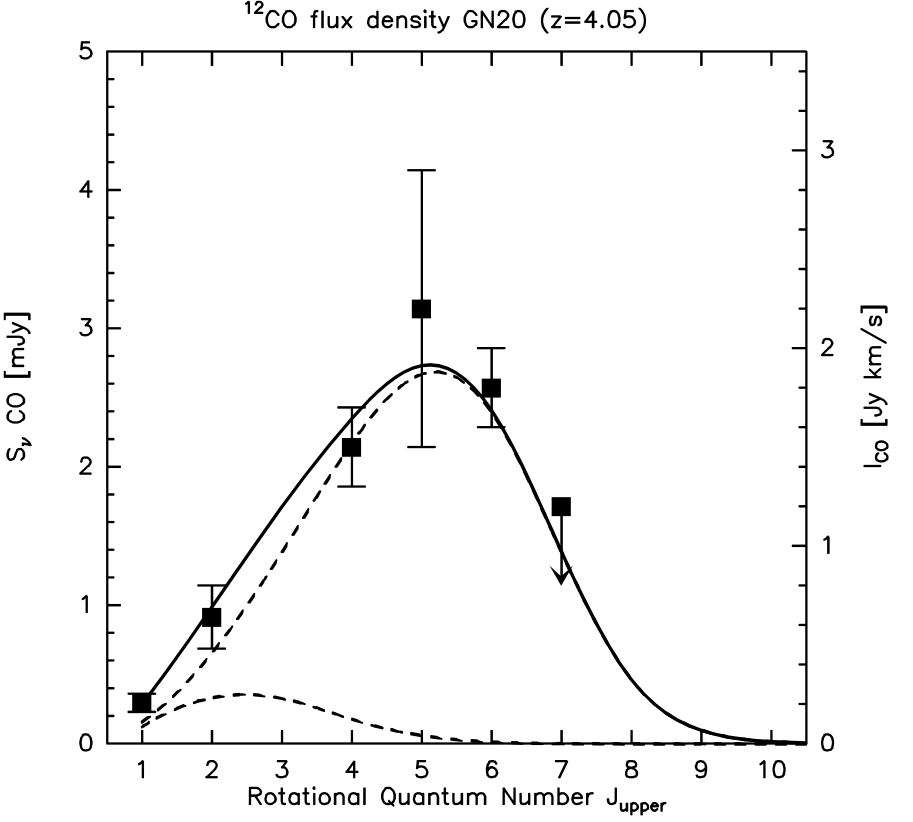 ¹²CO flux density GN20 (z=4.05)
5
4
3
2
1
0
S_ν CO [mJy]
3
2
1
0
I_CO [Jy km/s]
1 2 3 4 5 6 7 8 9 10
Rotational Quantum Number J_upper